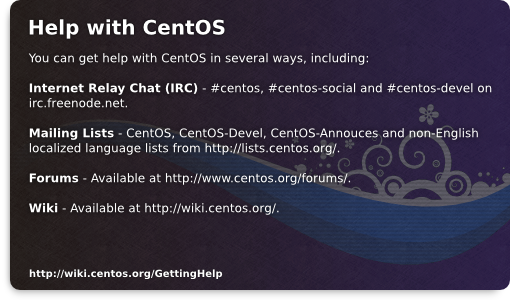 Help with CentOS
You can get help with CentOS in several ways, including:
Internet Relay Chat (IRC) - #centos, #centos-social and #centos-devel on
irc.freenode.net.
Mailing Lists - CentOS, CentOS-Devel, CentOS-Annouces and non-English
localized language lists from http://lists.centos.org/.
Forums - Available at http://www.centos.org/forums/.
Wiki - Available at http://wiki.centos.org/.
http://wiki.centos.org/GettingHelp